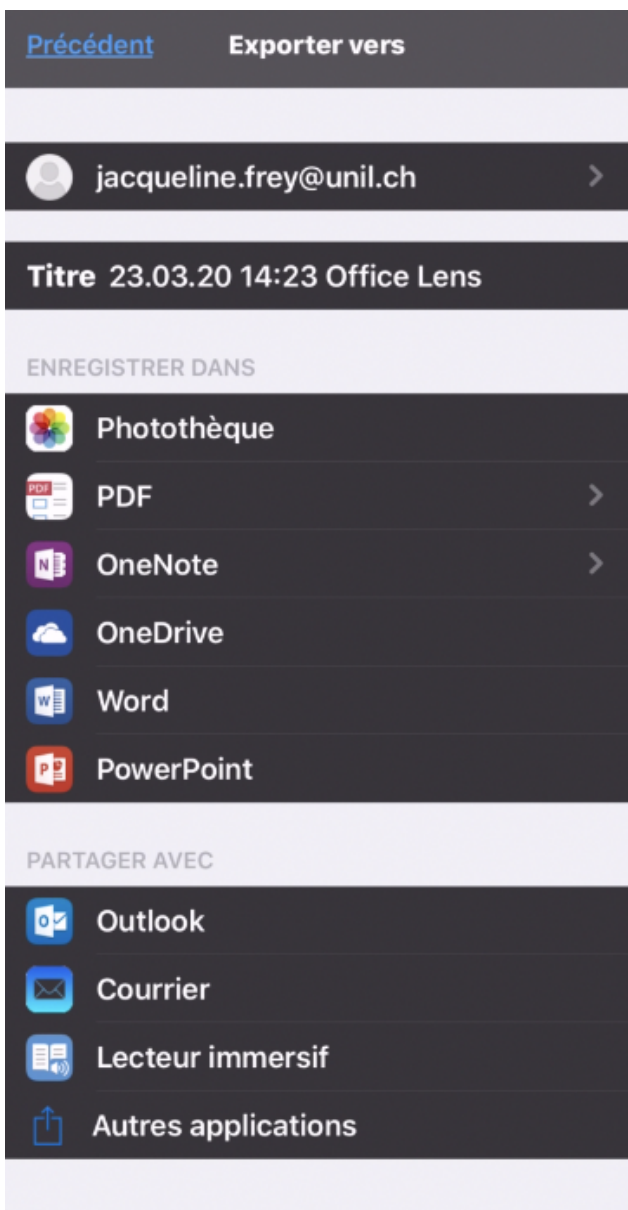 Précédent Exporter vers
jacqueline.frey@unil.ch
Titre 23.03.20 14:23 Office Lens
ENREGISTRER DANS
Photothèque
PDF
PDF
N
OneNote
OneDrive
W
Word
P
PowerPoint
PARTAGER AVEC
O
Outlook
Courrier
Lecteur immersif
Autres applications